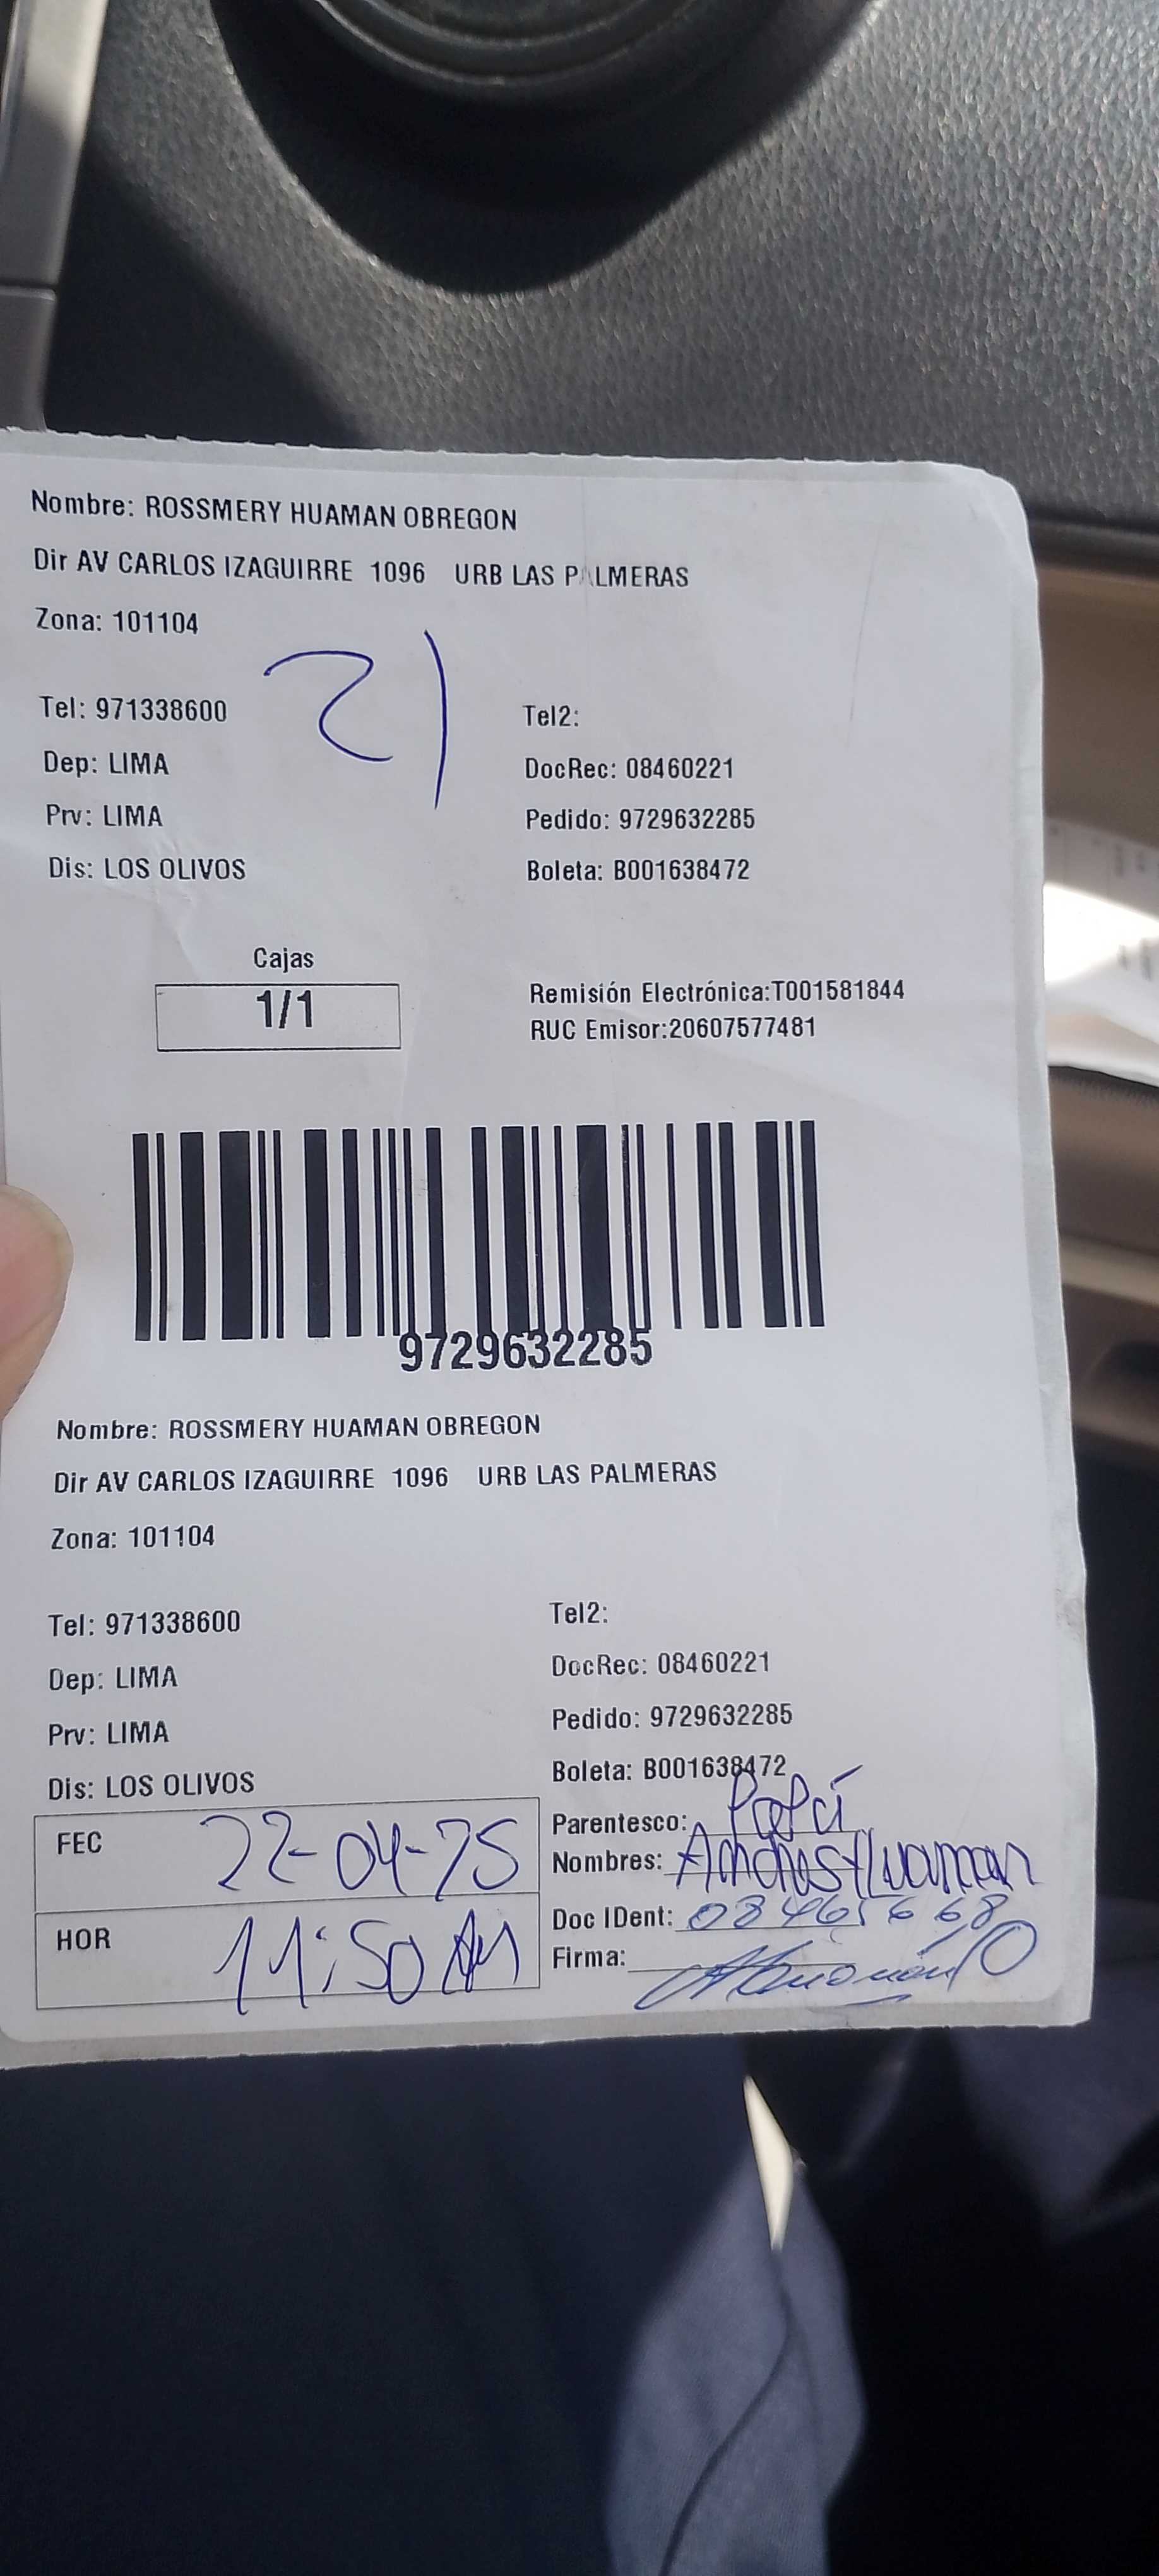 Nombre: ROSSMERY HUAMAN OBREGON
Dir AV CARLOS IZAGUIRRE 1096 URB LAS PALMERAS
Zona: 101104
21
Tel: 971338600 Tel2:
Dep: LIMA DocRec: 08460221
Prv: LIMA Pedido: 9729632285
Dis: LOS OLIVOS Boleta: B001638472
Cajas
1/1
Remisión Electrónica:T001581844
RUC Emisor:20607577481
9729632285
Nombre: ROSSMERY HUAMAN OBREGON
Dir AV CARLOS IZAGUIRRE 1096 URB LAS PALMERAS
Zona: 101104
Tel: 971338600 Tel2:
Dep: LIMA DocRec: 08460221
Prv: LIMA Pedido: 9729632285
Dis: LOS OLIVOS Boleta: B001638472
FEC 22-04-25 Parentesco: Papá
Nombres: Andres Huaman
HOR 11:50 AM Doc IDent: 08465668
Firma: